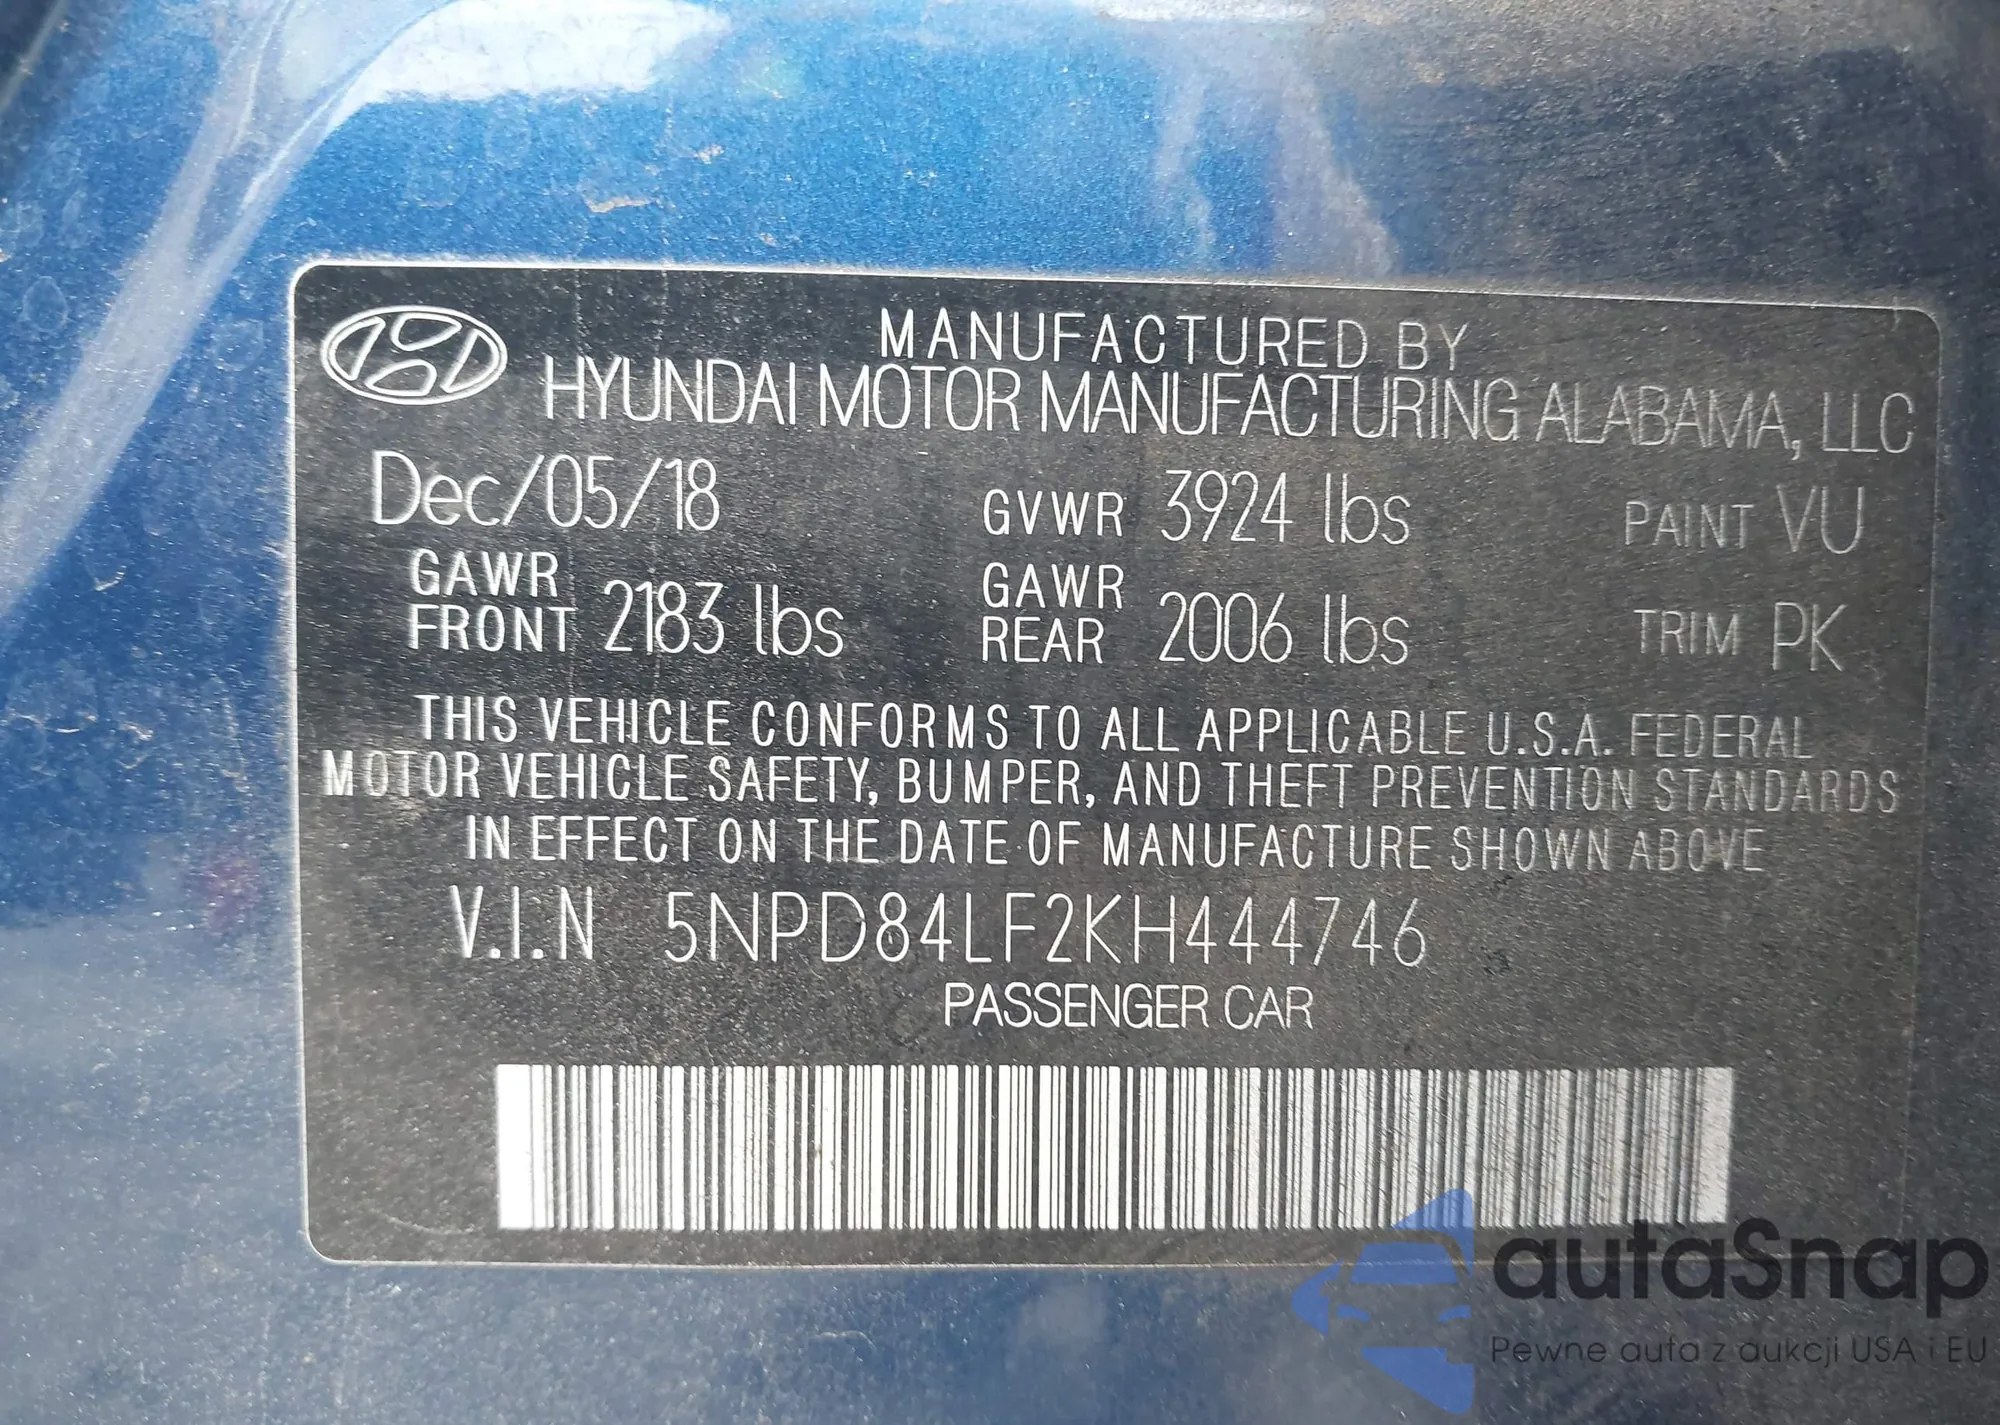 MANUFACTURED BY
HYUNDAI MOTOR MANUFACTURING ALABAMA, LLC
Dec/05/18 GVWR 3924 lbs PAINT VU
GAWR FRONT 2183 lbs GAWR REAR 2006 lbs TRIM PK
THIS VEHICLE CONFORMS TO ALL APPLICABLE U.S.A. FEDERAL
MOTOR VEHICLE SAFETY, BUMPER, AND THEFT PREVENTION STANDARDS
IN EFFECT ON THE DATE OF MANUFACTURE SHOWN ABOVE
V.I.N 5NPD84LF2KH444746
PASSENGER CAR
autaSnap
Pewne auta z aukcji USA i EU